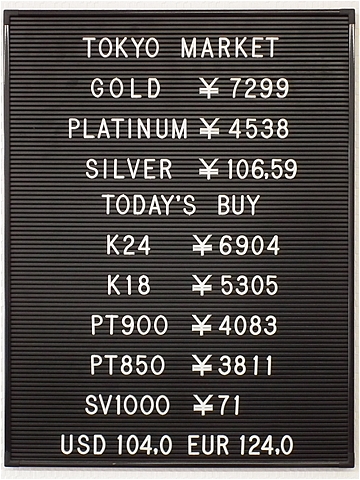 TOKYO MARKET
GOLD ¥7299
PLATINUM ¥4538
SILVER ¥106.59
TODAY'S BUY
K24 ¥6904
K18 ¥5305
PT900 ¥4083
PT850 ¥3811
SV1000 ¥71
USD 104.0 EUR 124.0